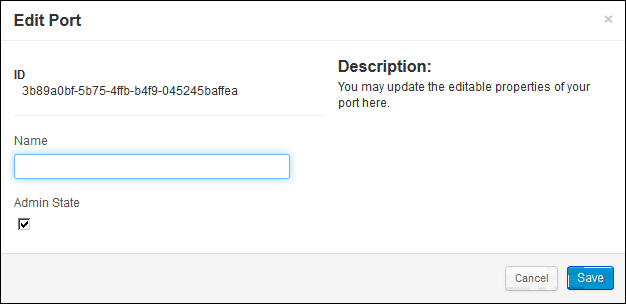 Edit Port
×
ID
3b89a0bf-5b75-4ffb-b4f9-045245baffea
Name
Admin State
Description:
You may update the editable properties of your
port here.
Cancel
Save